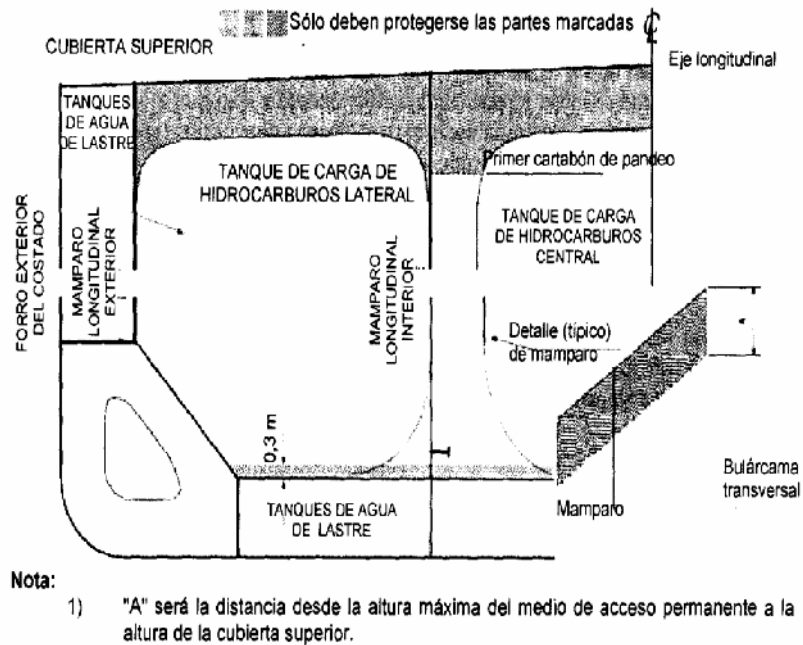 Sólo deben protegerse las partes marcadas
CUBIERTA SUPERIOR
Eje longitudinal
TANQUES
DE AGUA
DE LASTRE
Primer cartabón de pandeo
TANQUE DE CARGA DE
HIDROCARBUROS LATERAL
TANQUE DE CARGA
DE HIDROCARBUROS
CENTRAL
FORRO EXTERIOR
DEL COSTADO
MAMPARO
LONGITUDINAL
EXTERIOR
MAMPARO
LONGITUDINAL
INTERIOR
Detalle (típico)
de mamparo
0,3 m
Bulárcama
transversal
TANQUES DE AGUA
DE LASTRE
Mamparo
Nota:
1) "A" será la distancia desde la altura máxima del medio de acceso permanente a la
altura de la cubierta superior.